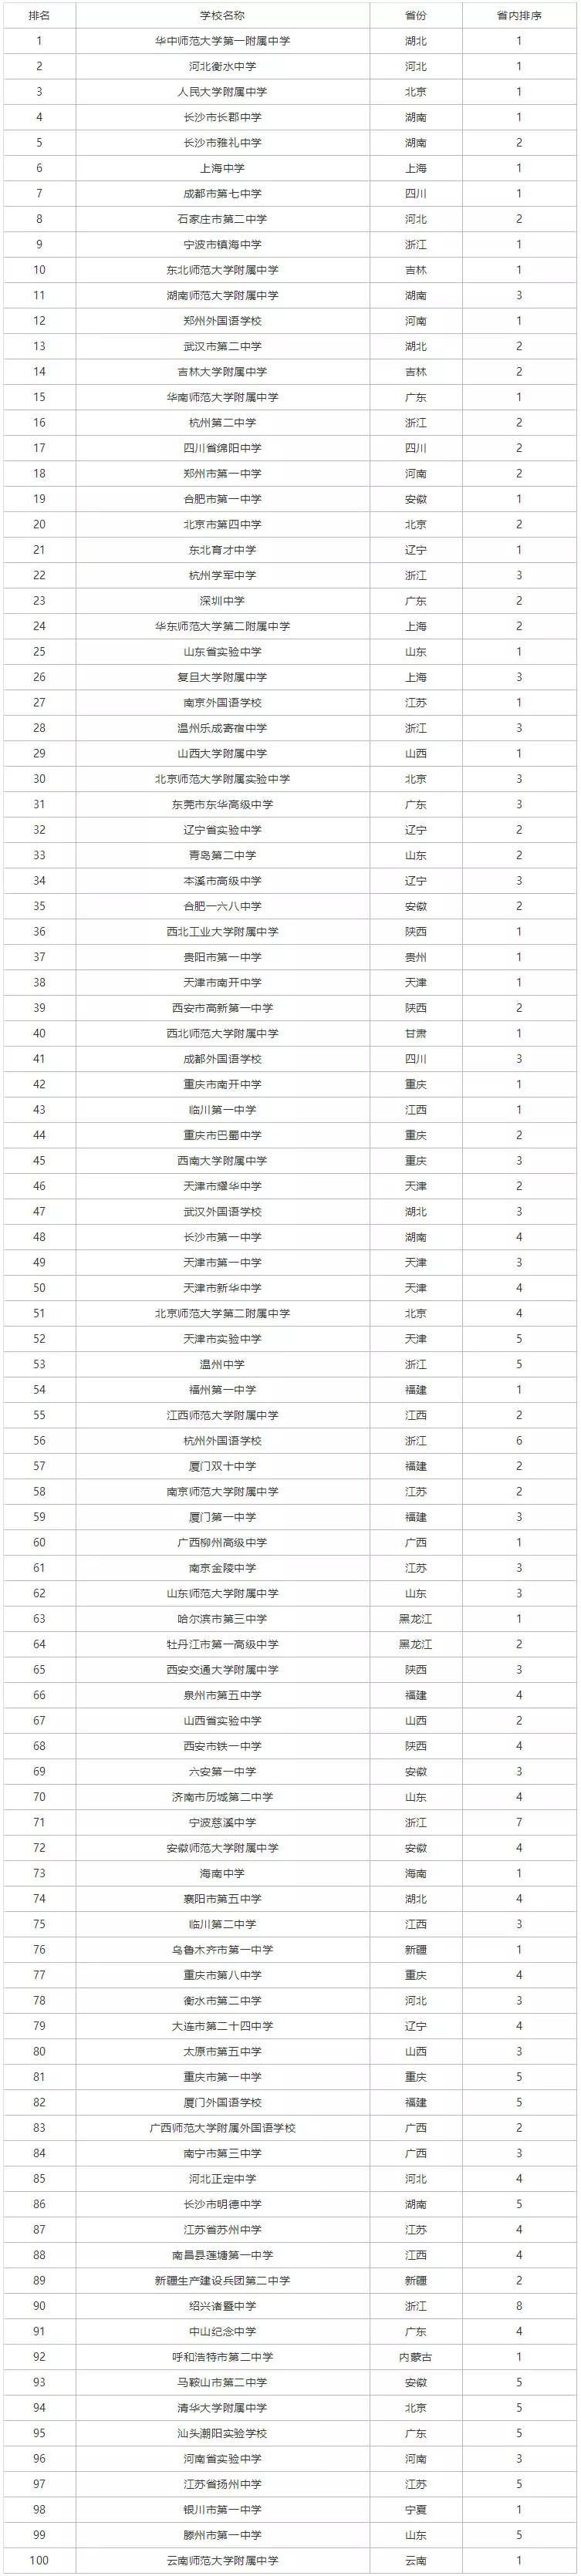 排名 学校名称 省份 省内排序
1 华中师范大学第一附属中学 湖北 1
2 河北衡水中学 河北 1
3 人民大学附属中学 北京 1
4 长沙市长郡中学 湖南 1
5 长沙市雅礼中学 湖南 2
6 上海中学 上海 1
7 成都市第七中学 四川 1
8 石家庄市第二中学 河北 2
9 宁波市镇海中学 浙江 1
10 东北师范大学附属中学 吉林 1
11 湖南师范大学附属中学 湖南 3
12 郑州外国语学校 河南 1
13 武汉市第二中学 湖北 2
14 吉林大学附属中学 吉林 2
15 华南师范大学附属中学 广东 1
16 杭州第二中学 浙江 2
17 四川省绵阳中学 四川 2
18 郑州市第一中学 河南 2
19 合肥市第一中学 安徽 1
20 北京市第四中学 北京 2
21 东北育才中学 辽宁 1
22 杭州学军中学 浙江 3
23 深圳中学 广东 2
24 华东师范大学第二附属中学 上海 2
25 山东省实验中学 山东 1
26 复旦大学附属中学 上海 3
27 南京外国语学校 江苏 1
28 温州乐成寄宿中学 浙江 3
29 山西大学附属中学 山西 1
30 北京师范大学附属实验中学 北京 3
31 东莞市东华高级中学 广东 3
32 辽宁省实验中学 辽宁 2
33 青岛第二中学 山东 2
34 本溪市高级中学 辽宁 3
35 合肥一六八中学 安徽 2
36 西北工业大学附属中学 陕西 1
37 贵阳市第一中学 贵州 1
38 天津市南开中学 天津 1
39 西安市高新第一中学 陕西 2
40 西北师范大学附属中学 甘肃 1
41 成都外国语学校 四川 3
42 重庆市南开中学 重庆 1
43 临川第一中学 江西 1
44 重庆市巴蜀中学 重庆 2
45 西南大学附属中学 重庆 3
46 天津市耀华中学 天津 2
47 武汉外国语学校 湖北 3
48 长沙市第一中学 湖南 4
49 天津市第一中学 天津 3
50 天津市新华中学 天津 4
51 北京师范大学第二附属中学 北京 4
52 天津市实验中学 天津 5
53 温州中学 浙江 5
54 福州第一中学 福建 1
55 江西师范大学附属中学 江西 2
56 杭州外国语学校 浙江 6
57 厦门双十中学 福建 2
58 南京师范大学附属中学 江苏 2
59 厦门第一中学 福建 3
60 广西柳州高级中学 广西 1
61 南京金陵中学 江苏 3
62 山东师范大学附属中学 山东 3
63 哈尔滨市第三中学 黑龙江 1
64 牡丹江市第一高级中学 黑龙江 2
65 西安交通大学附属中学 陕西 3
66 泉州市第五中学 福建 4
67 山西省实验中学 山西 2
68 西安市铁一中学 陕西 4
69 六安第一中学 安徽 3
70 济南市历城第二中学 山东 4
71 宁波慈溪中学 浙江 7
72 安徽师范大学附属中学 安徽 4
73 海南中学 海南 1
74 襄阳市第五中学 湖北 4
75 临川第二中学 江西 3
76 乌鲁木齐市第一中学 新疆 1
77 重庆市第八中学 重庆 4
78 衡水市第二中学 河北 3
79 大连市第二十四中学 辽宁 4
80 太原市第五中学 山西 3
81 重庆市第一中学 重庆 5
82 厦门外国语学校 福建 5
83 广西师范大学附属外国语学校 广西 2
84 南宁市第三中学 广西 3
85 河北正定中学 河北 4
86 长沙市明德中学 湖南 5
87 江苏省苏州中学 江苏 4
88 南昌县莲塘第一中学 江西 4
89 新疆生产建设兵团第二中学 新疆 2
90 绍兴诸暨中学 浙江 8
91 中山纪念中学 广东 4
92 呼和浩特市第二中学 内蒙古 1
93 马鞍山市第二中学 安徽 5
94 清华大学附属中学 北京 5
95 汕头潮阳实验学校 广东 5
96 河南省实验中学 河南 3
97 江苏省扬州中学 江苏 5
98 银川市第一中学 宁夏 1
99 滕州市第一中学 山东 5
100 云南师范大学附属中学 云南 1